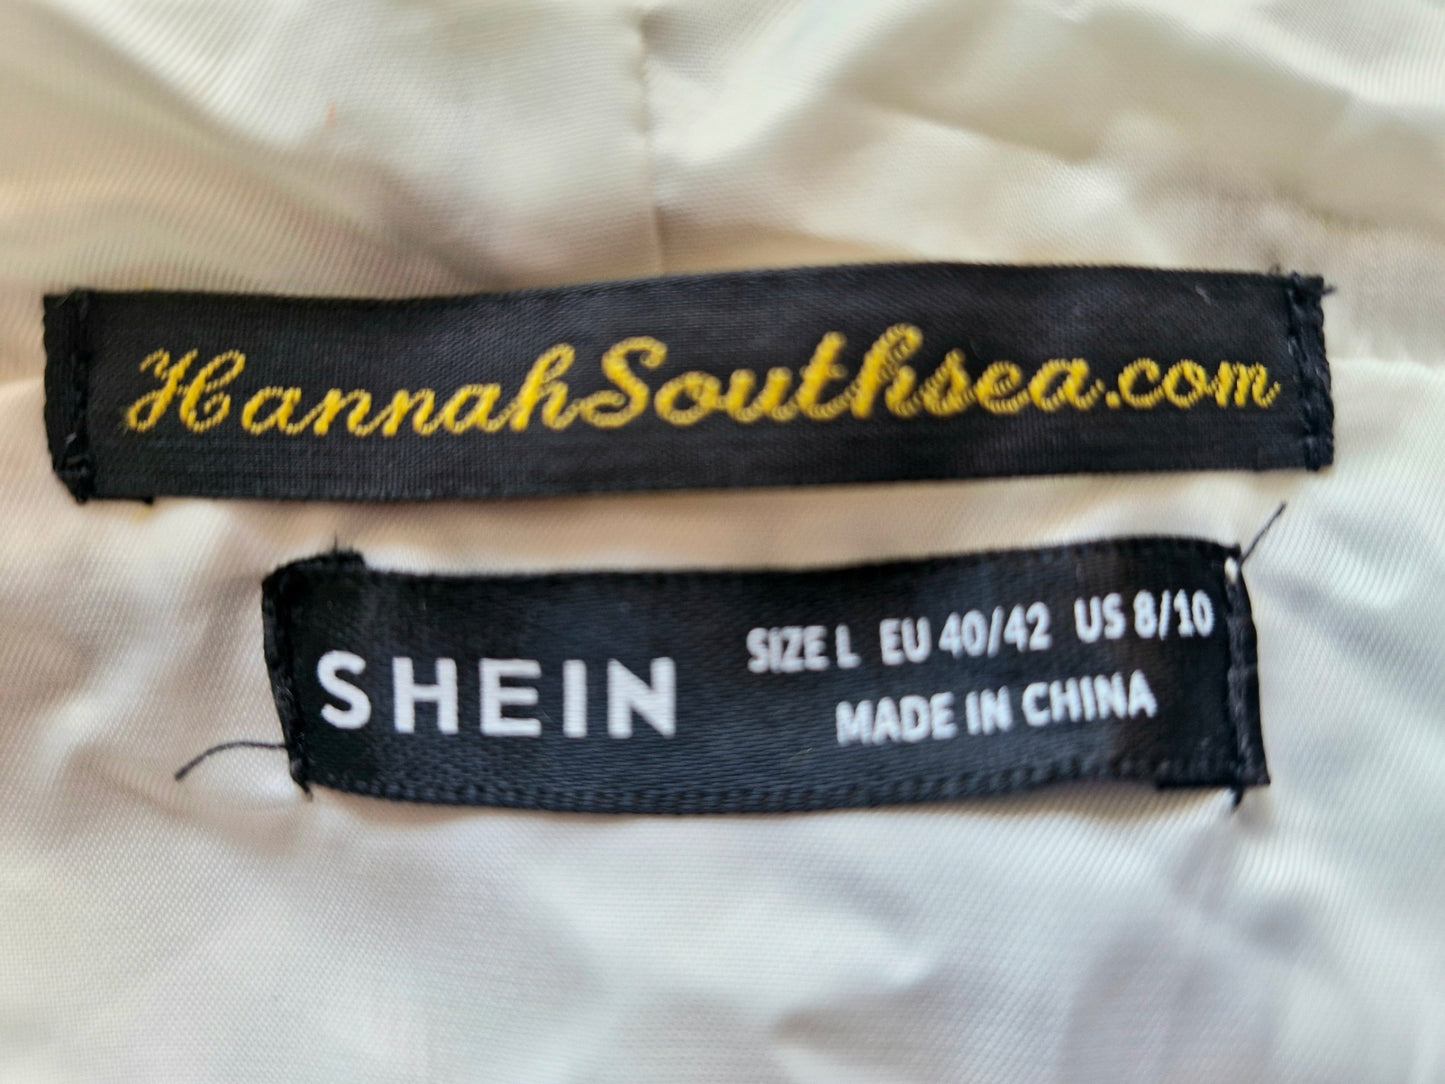 HannahSouthsea.com
SHEIN
SIZE L EU 40/42 US 8/10
MADE IN CHINA